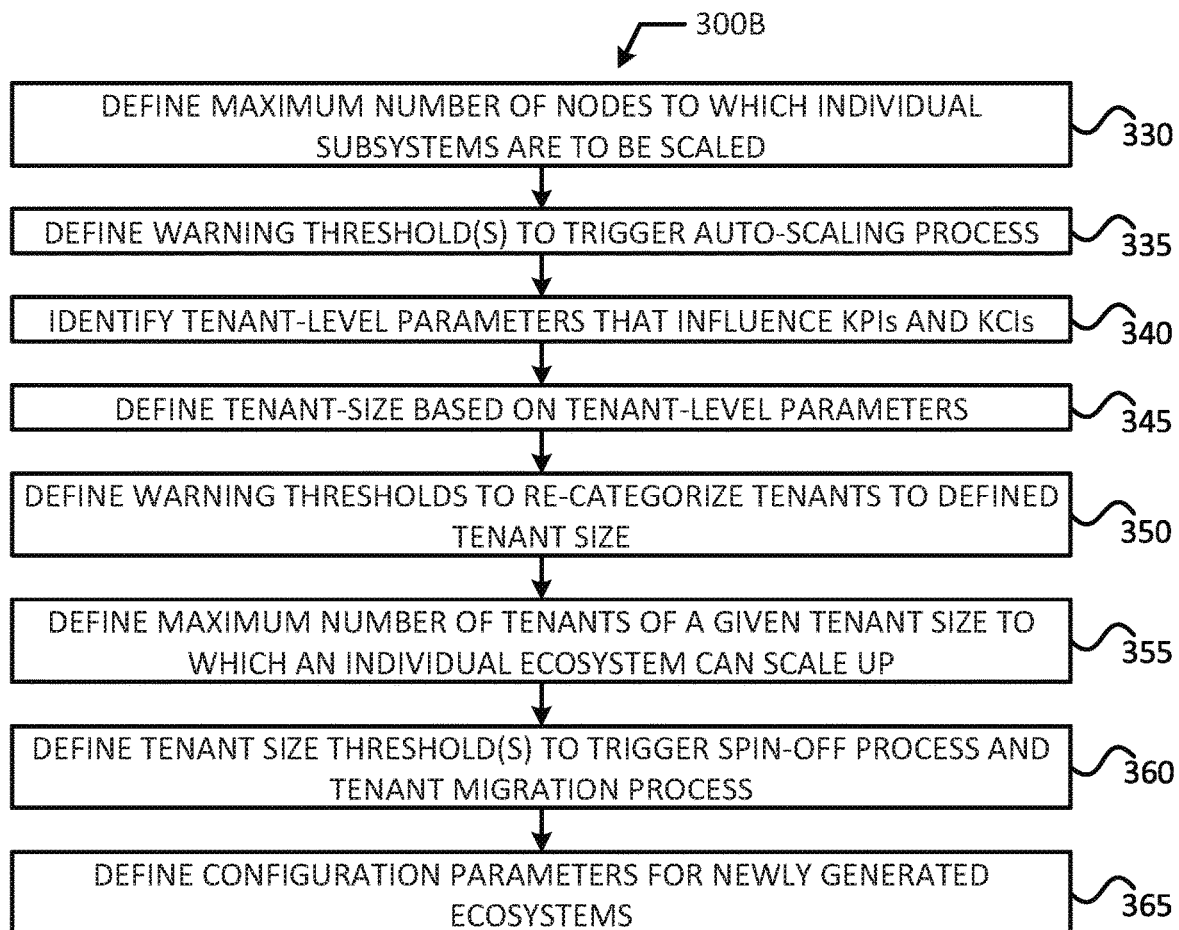 300B
DEFINE MAXIMUM NUMBER OF NODES TO WHICH INDIVIDUAL
SUBSYSTEMS ARE TO BE SCALED
330
DEFINE WARNING THRESHOLD(S) TO TRIGGER AUTO-SCALING PROCESS
335
IDENTIFY TENANT-LEVEL PARAMETERS THAT INFLUENCE KPIs AND KCIs
340
DEFINE TENANT-SIZE BASED ON TENANT-LEVEL PARAMETERS
345
DEFINE WARNING THRESHOLDS TO RE-CATEGORIZE TENANTS TO DEFINED
TENANT SIZE
350
DEFINE MAXIMUM NUMBER OF TENANTS OF A GIVEN TENANT SIZE TO
WHICH AN INDIVIDUAL ECOSYSTEM CAN SCALE UP
355
DEFINE TENANT SIZE THRESHOLD(S) TO TRIGGER SPIN-OFF PROCESS AND
TENANT MIGRATION PROCESS
360
DEFINE CONFIGURATION PARAMETERS FOR NEWLY GENERATED
ECOSYSTEMS
365